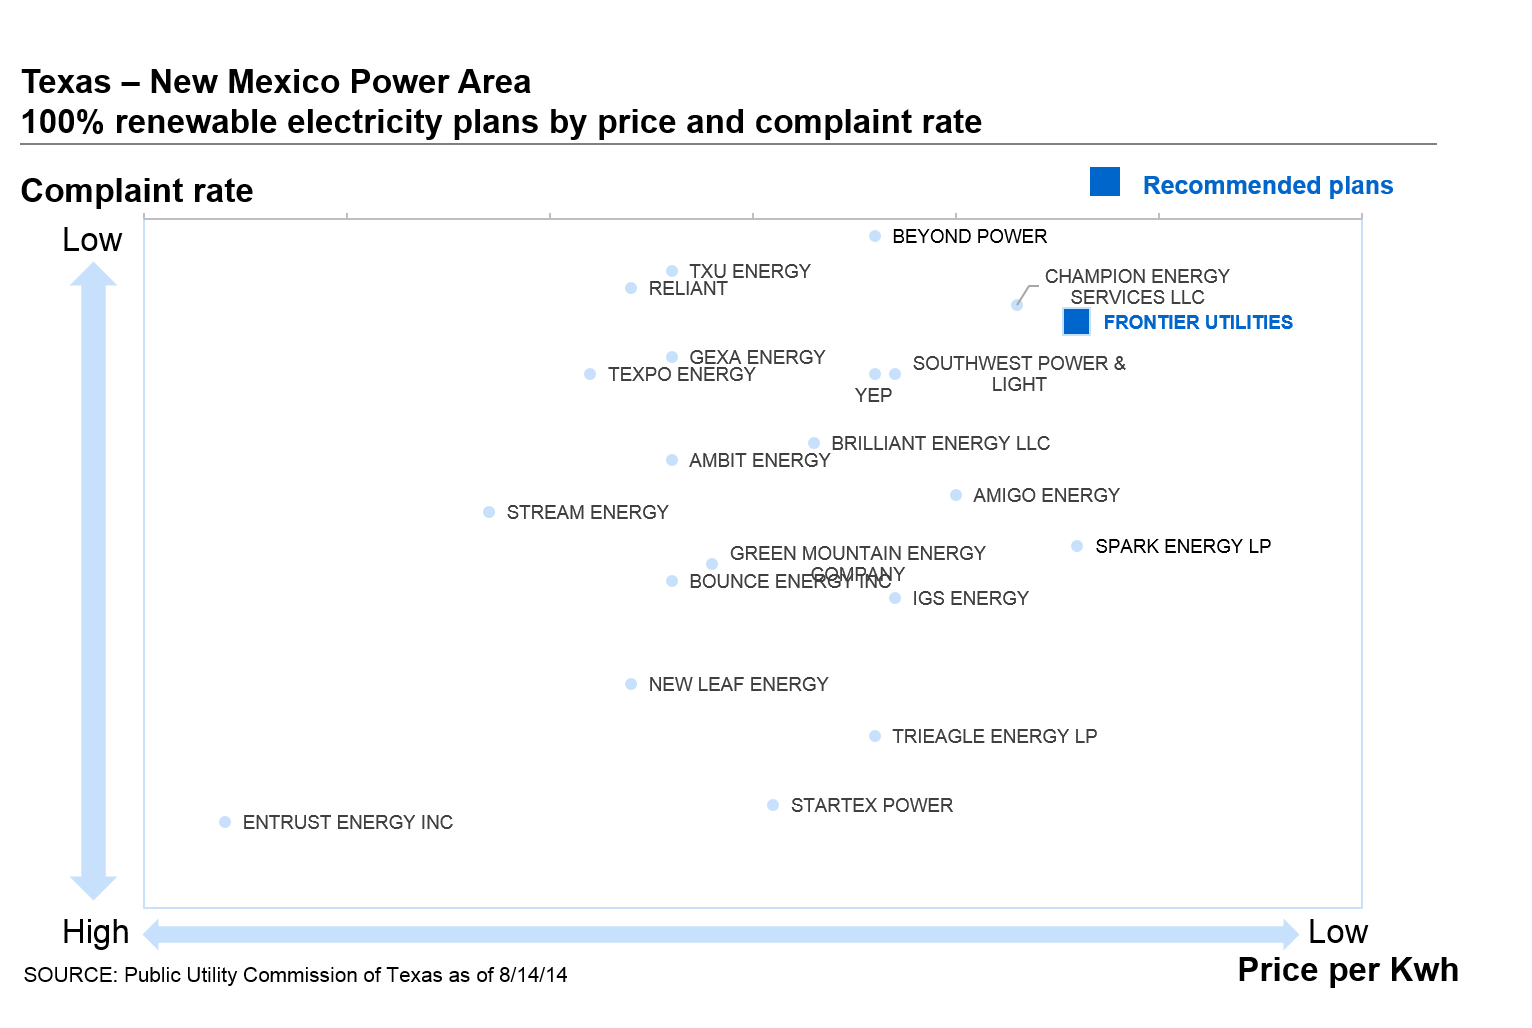 Texas – New Mexico Power Area
100% renewable electricity plans by price and complaint rate
Complaint rate
Recommended plans
Low
BEYOND POWER
TXU ENERGY
RELIANT
CHAMPION ENERGY
SERVICES LLC
FRONTIER UTILITIES
GEXA ENERGY
TEXPO ENERGY
SOUTHWEST POWER &
LIGHT
YEP
BRILLIANT ENERGY LLC
AMBIT ENERGY
AMIGO ENERGY
STREAM ENERGY
SPARK ENERGY LP
GREEN MOUNTAIN ENERGY
COMPANY
BOUNCE ENERGY INC
IGS ENERGY
NEW LEAF ENERGY
TRIEAGLE ENERGY LP
STARTEX POWER
ENTRUST ENERGY INC
High
Low
Price per Kwh
SOURCE: Public Utility Commission of Texas as of 8/14/14